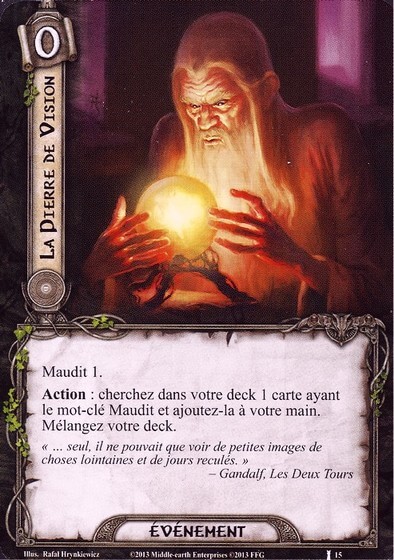 0
La Pierre de Vision
Maudit 1.
Action : cherchez dans votre deck 1 carte ayant
le mot-clé Maudit et ajoutez-la à votre main.
Mélangez votre deck.
« ... seul, il ne pouvait que voir de petites images de
choses lointaines et de jours reculés. »
– Gandalf, Les Deux Tours
Événement
Illus. Rafał Hrynkiewicz ©2013 Middle-earth Enterprises ©2013 FFG 15